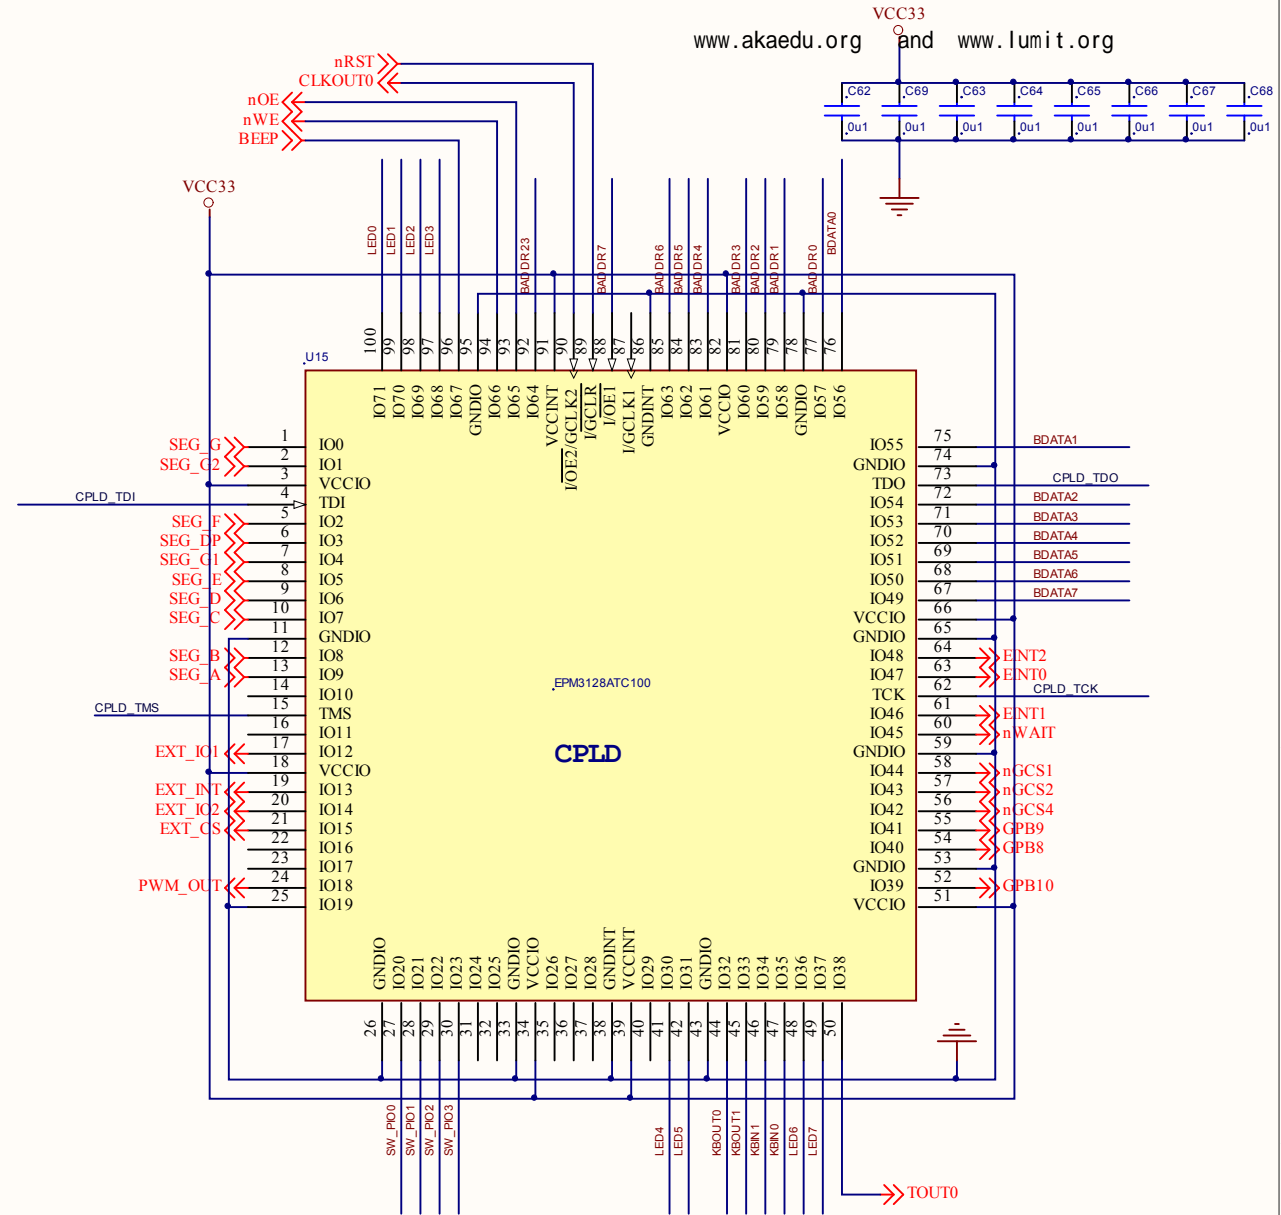 VCC33
www.akaedu.org and www.lumit.org
nRST
CLKOUT0
nOE
nWE
BEEP
C62 C69 C63 C64 C65 C66 C67 C68
0u1 0u1 0u1 0u1 0u1 0u1 0u1 0u1
VCC33
LED0 LED1 LED2 LED3 BADDR23 BADDR7 BADDR6 BADDR5 BADDR4 BADDR3 BADDR2 BADDR1 BADDR0 BDATA0
100 99 98 97 96 95 94 93 92 91 90 89 88 87 86 85 84 83 82 81 80 79 78 77 76
U15
IO71 IO70 IO69 IO68 IO67 GNDIO IO66 IO65 IO64 VCCINT I/OE2/GCLK2 I/GCLR I/OE1 I/GCLK1 GNDINT IO63 IO62 IO61 VCCIO IO60 IO59 IO58 GNDIO IO57 IO56
SEG_G 1 IO0 IO55 75 BDATA1
SEG_G2 2 IO1 GNDIO 74
3 VCCIO TDO 73 CPLD_TDO
CPLD_TDI 4 TDI IO54 72 BDATA2
SEG_F 5 IO2 IO53 71 BDATA3
SEG_DP 6 IO3 IO52 70 BDATA4
SEG_G1 7 IO4 IO51 69 BDATA5
SEG_E 8 IO5 IO50 68 BDATA6
SEG_D 9 IO6 IO49 67 BDATA7
SEG_C 10 IO7 VCCIO 66
11 GNDIO GNDIO 65
SEG_B 12 IO8 IO48 64 EINT2
SEG_A 13 IO9 IO47 63 EINT0
14 IO10 TCK 62 CPLD_TCK
EPM3128ATC100
CPLD_TMS 15 TMS IO46 61 EINT1
16 IO11 IO45 60 nWAIT
EXT_IO1 17 IO12 GNDIO 59
CPLD
18 VCCIO IO44 58 nGCS1
EXT_INT 19 IO13 IO43 57 nGCS2
EXT_IO2 20 IO14 IO42 56 nGCS4
EXT_CS 21 IO15 IO41 55 GPB9
22 IO16 IO40 54 GPB8
23 IO17 GNDIO 53
PWM_OUT 24 IO18 IO39 52 GPB10
25 IO19 VCCIO 51
GNDIO IO20 IO21 IO22 IO23 IO24 IO25 GNDIO VCCIO IO26 IO27 IO28 GNDINT VCCINT IO29 IO30 IO31 GNDIO IO32 IO33 IO34 IO35 IO36 IO37 IO38
26 27 28 29 30 31 32 33 34 35 36 37 38 39 40 41 42 43 44 45 46 47 48 49 50
SW_PIO0 SW_PIO1 SW_PIO2 SW_PIO3 LED4 LED5 KBOUT0 KBOUT1 KBIN1 KBIN0 LED6 LED7
TOUT0